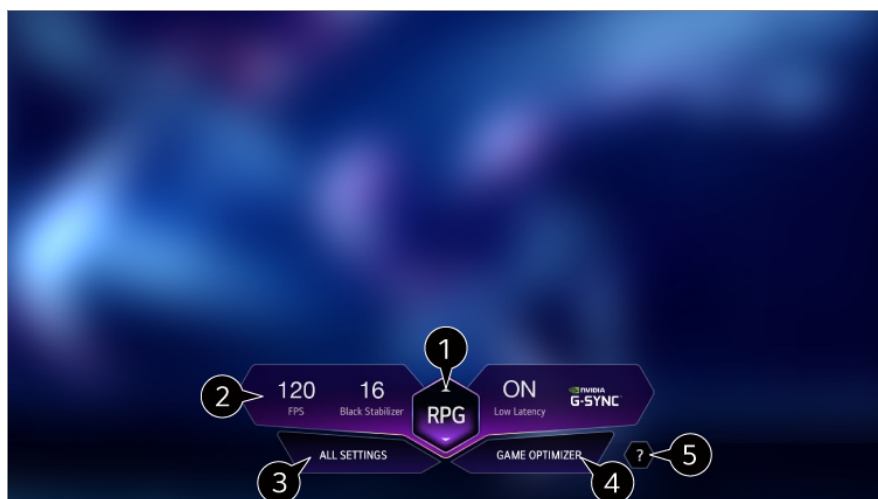 1
2
120
FPS
16
Black Stabilizer
RPG
ON
Low Latency
NVIDIA
G-SYNC
ALL SETTINGS
GAME OPTIMIZER
?
5
3
4